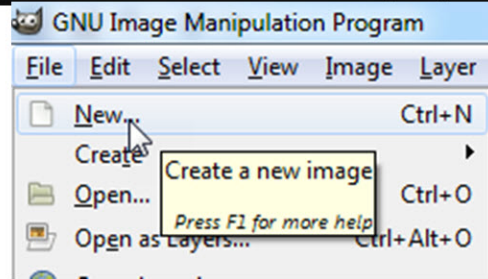 GNU Image Manipulation Program
File Edit Select View Image Layer
New... Ctrl+N
Create
Create a new image
Open... Ctrl+O
Press F1 for more help
Open as Layers... Ctrl+Alt+O